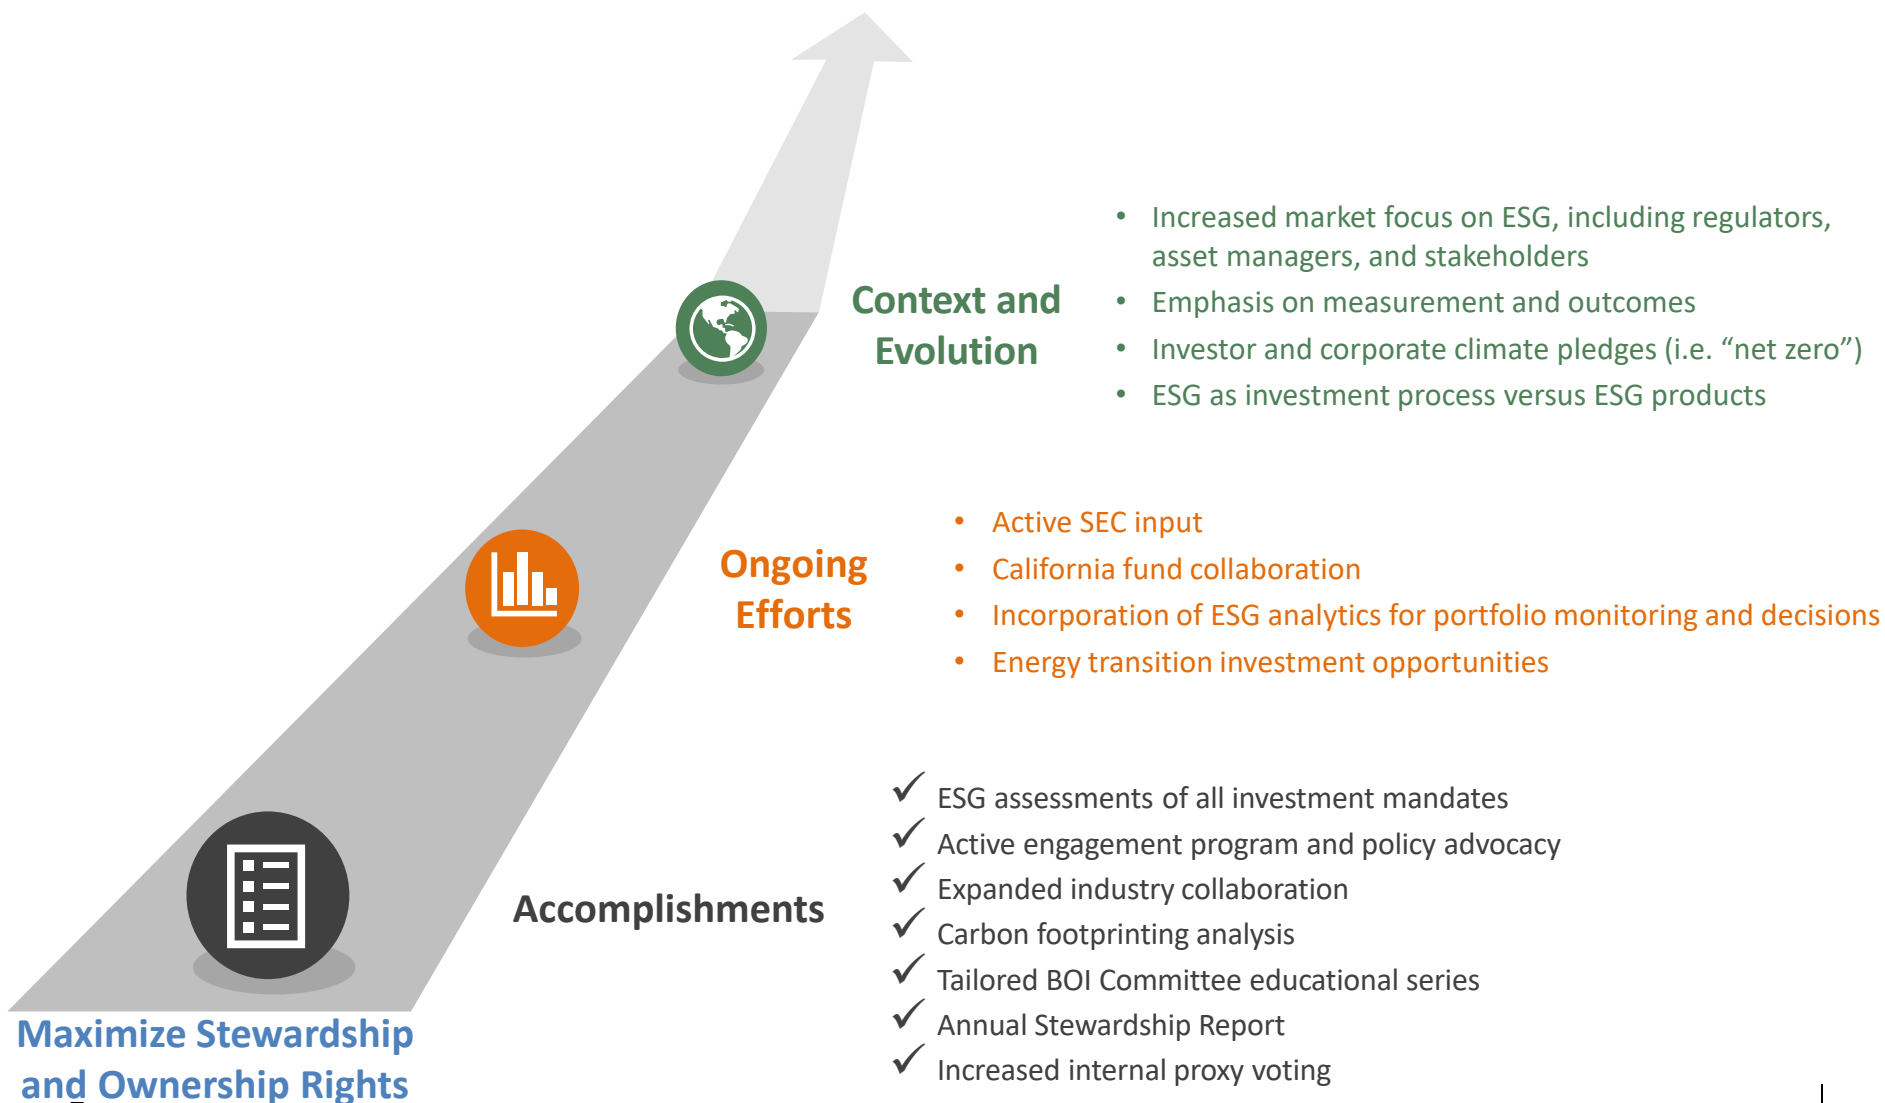 Context and
Evolution
• Increased market focus on ESG, including regulators,
asset managers, and stakeholders
• Emphasis on measurement and outcomes
• Investor and corporate climate pledges (i.e. “net zero”)
• ESG as investment process versus ESG products
Ongoing
Efforts
• Active SEC input
• California fund collaboration
• Incorporation of ESG analytics for portfolio monitoring and decisions
• Energy transition investment opportunities
Accomplishments
✓ ESG assessments of all investment mandates
✓ Active engagement program and policy advocacy
✓ Expanded industry collaboration
✓ Carbon footprinting analysis
✓ Tailored BOI Committee educational series
✓ Annual Stewardship Report
✓ Increased internal proxy voting
Maximize Stewardship
and Ownership Rights